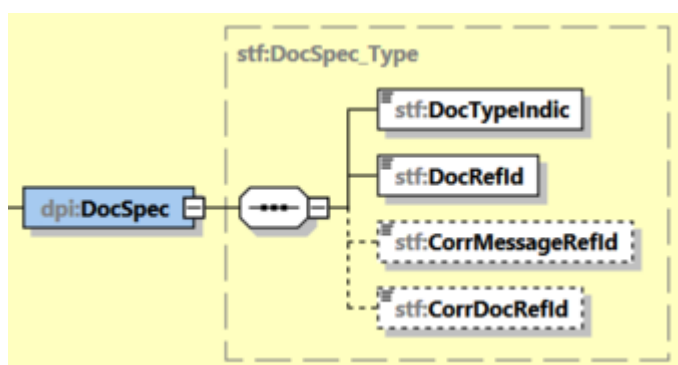 stf:DocSpec_Type
stf:DocTypeIndic
stf:DocRefId
dpi:DocSpec
stf:CorrMessageRefId
stf:CorrDocRefId